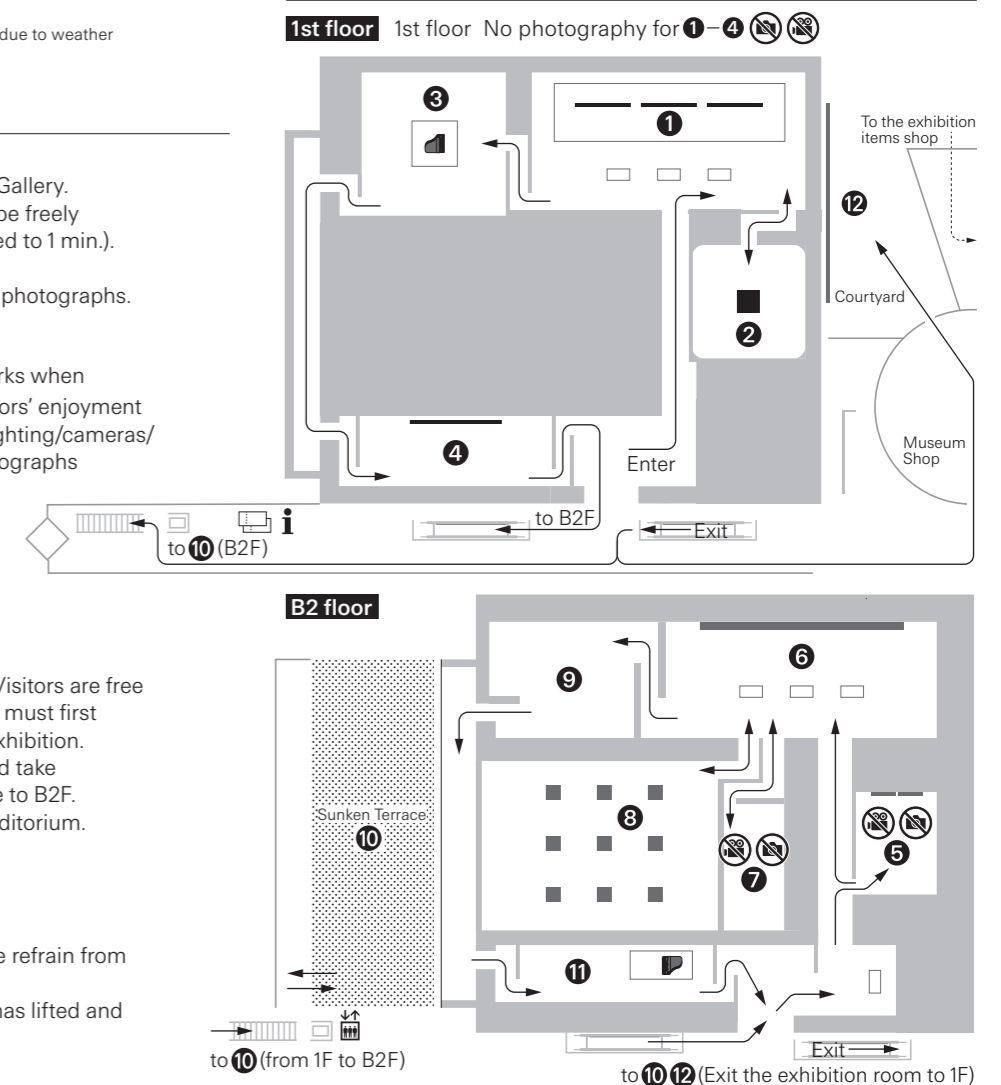 due to weather
Gallery.
be freely
ed to 1 min.).
photographs.
rks when
ors' enjoyment
ghting/cameras/
ographs
Visitors are free
must first
xhibition.
d take
e to B2F.
ditorium.
e refrain from
has lifted and
1st floor 1st floor No photography for ❶–❹
❸
❶
To the exhibition
items shop
⓬
Courtyard
❷
❹
Enter
Museum
Shop
to B2F
Exit
i
to ❿ (B2F)
B2 floor
❻
❾
❽
Sunken Terrace
❿
❺
❼
⓫
Exit
to ❿ (from 1F to B2F)
to ❿ ⓬ (Exit the exhibition room to 1F)